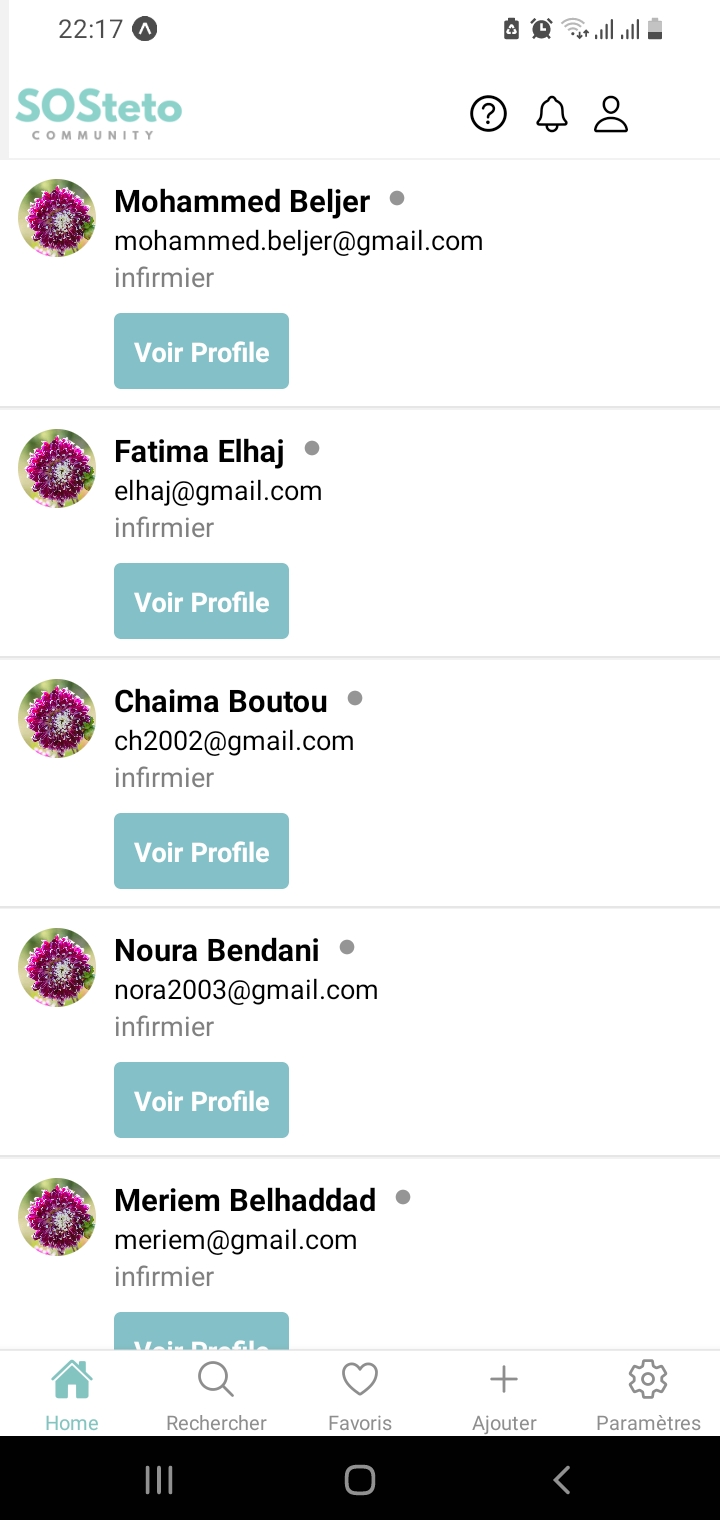 22:17
SOSteto
COMMUNITY
Mohammed Beljer
mohammed.beljer@gmail.com
infirmier
Voir Profile
Fatima Elhaj
elhaj@gmail.com
infirmier
Voir Profile
Chaima Boutou
ch2002@gmail.com
infirmier
Voir Profile
Noura Bendani
nora2003@gmail.com
infirmier
Voir Profile
Meriem Belhaddad
meriem@gmail.com
infirmier
Voir Profile
Home Rechercher Favoris Ajouter Paramètres